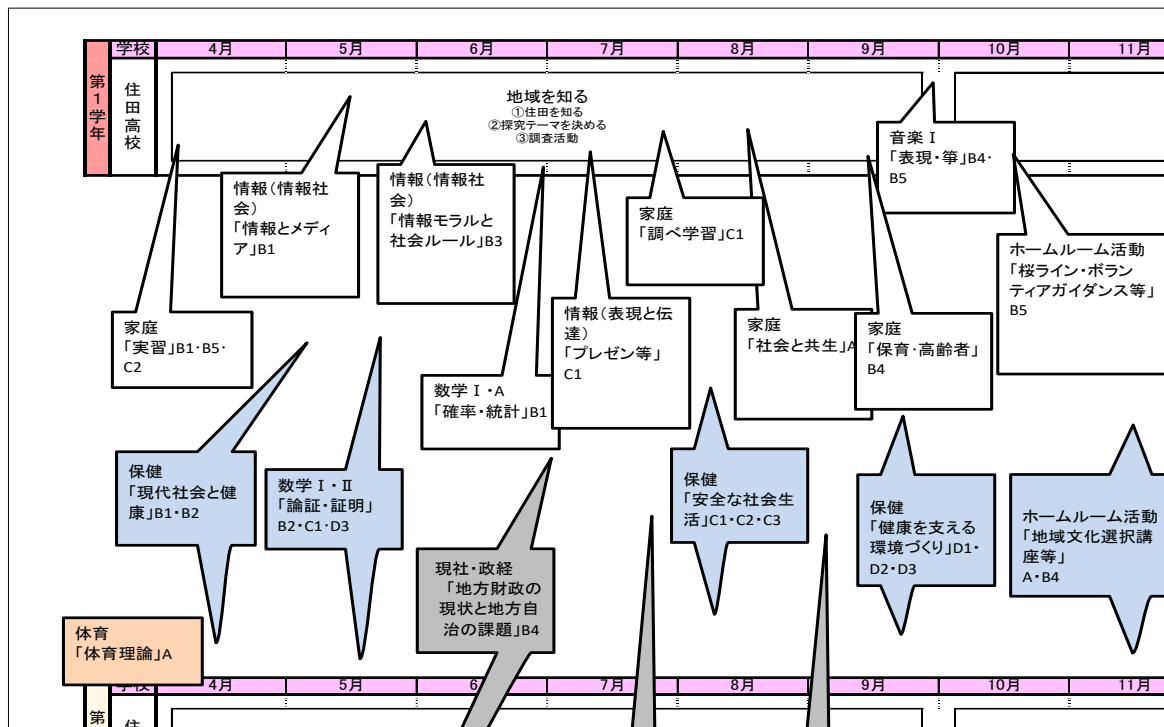 学校 4月 5月 6月 7月 8月 9月 10月 11月
第1学年
住田高校
地域を知る
①住田を知る
②探究テーマを決める
③調査活動
音楽Ⅰ
「表現・箏」B4・
B5
情報(情報社
会)
「情報とメディ
ア」B1
情報(情報社
会)
「情報モラルと
社会ルール」B3
家庭
「調べ学習」C1
ホームルーム活動
「桜ライン・ボラン
ティアガイダンス等」
B5
家庭
「実習」B1・B5・
C2
情報(表現と伝
達)
「プレゼン等」
C1
家庭
「社会と共生」A
家庭
「保育・高齢者」
B4
数学Ⅰ・A
「確率・統計」B1
保健
「現代社会と健
康」B1・B2
数学Ⅰ・Ⅱ
「論証・証明」
B2・C1・D3
保健
「安全な社会生
活」C1・C2・C3
保健
「健康を支える
環境づくり」D1・
D2・D3
ホームルーム活動
「地域文化選択講
座等」
A・B4
現社・政経
「地方財政の
現状と地方自
治の課題」B4
体育
「体育理論」A
学校 4月 5月 6月 7月 8月 9月 10月 11月
第
住